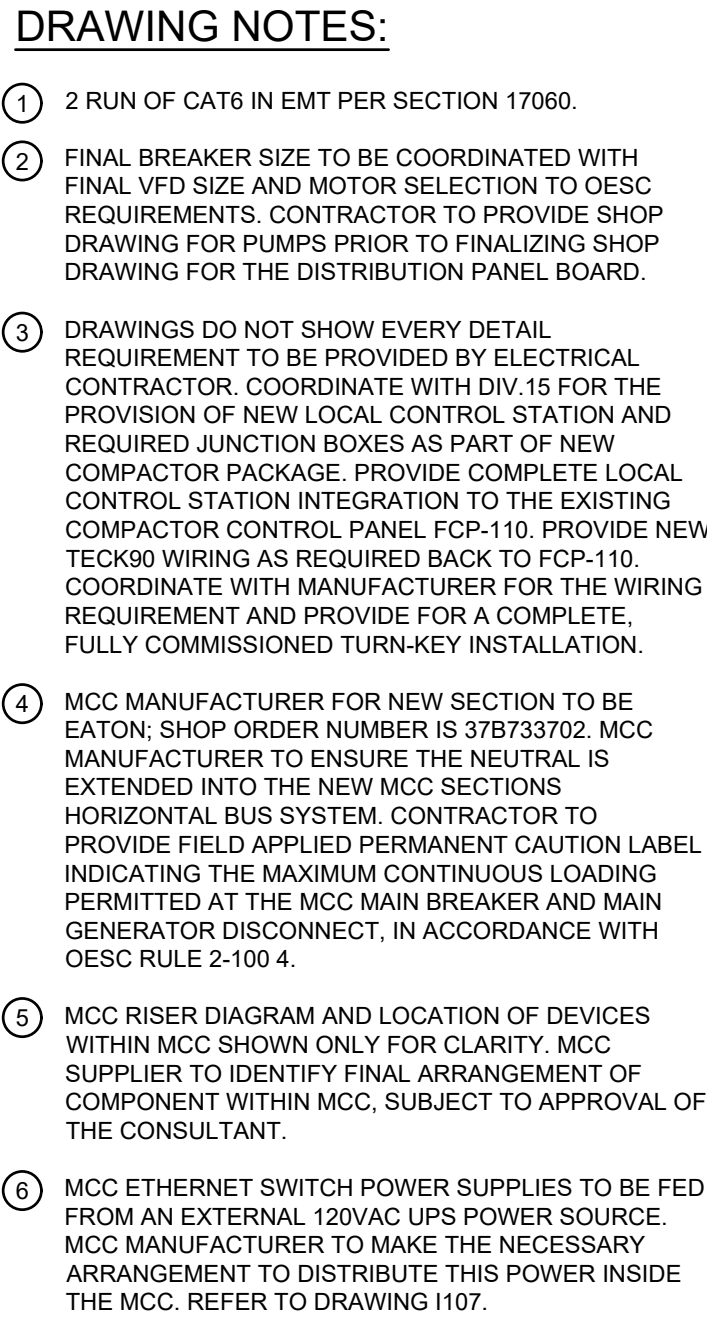 DRAWING NOTES:
1 2 RUN OF CAT6 IN EMT PER SECTION 17060.
2 FINAL BREAKER SIZE TO BE COORDINATED WITH
FINAL VFD SIZE AND MOTOR SELECTION TO OESC
REQUIREMENTS. CONTRACTOR TO PROVIDE SHOP
DRAWING FOR PUMPS PRIOR TO FINALIZING SHOP
DRAWING FOR THE DISTRIBUTION PANEL BOARD.
3 DRAWINGS DO NOT SHOW EVERY DETAIL
REQUIREMENT TO BE PROVIDED BY ELECTRICAL
CONTRACTOR. COORDINATE WITH DIV.15 FOR THE
PROVISION OF NEW LOCAL CONTROL STATION AND
REQUIRED JUNCTION BOXES AS PART OF NEW
COMPACTOR PACKAGE. PROVIDE COMPLETE LOCAL
CONTROL STATION INTEGRATION TO THE EXISTING
COMPACTOR CONTROL PANEL FCP-110. PROVIDE NEW
TECK90 WIRING AS REQUIRED BACK TO FCP-110.
COORDINATE WITH MANUFACTURER FOR THE WIRING
REQUIREMENT AND PROVIDE FOR A COMPLETE,
FULLY COMMISSIONED TURN-KEY INSTALLATION.
4 MCC MANUFACTURER FOR NEW SECTION TO BE
EATON; SHOP ORDER NUMBER IS 37B733702. MCC
MANUFACTURER TO ENSURE THE NEUTRAL IS
EXTENDED INTO THE NEW MCC SECTIONS
HORIZONTAL BUS SYSTEM. CONTRACTOR TO
PROVIDE FIELD APPLIED PERMANENT CAUTION LABEL
INDICATING THE MAXIMUM CONTINUOUS LOADING
PERMITTED AT THE MCC MAIN BREAKER AND MAIN
GENERATOR DISCONNECT, IN ACCORDANCE WITH
OESC RULE 2-100 4.
5 MCC RISER DIAGRAM AND LOCATION OF DEVICES
WITHIN MCC SHOWN ONLY FOR CLARITY. MCC
SUPPLIER TO IDENTIFY FINAL ARRANGEMENT OF
COMPONENT WITHIN MCC, SUBJECT TO APPROVAL OF
THE CONSULTANT.
6 MCC ETHERNET SWITCH POWER SUPPLIES TO BE FED
FROM AN EXTERNAL 120VAC UPS POWER SOURCE.
MCC MANUFACTURER TO MAKE THE NECESSARY
ARRANGEMENT TO DISTRIBUTE THIS POWER INSIDE
THE MCC. REFER TO DRAWING I107.